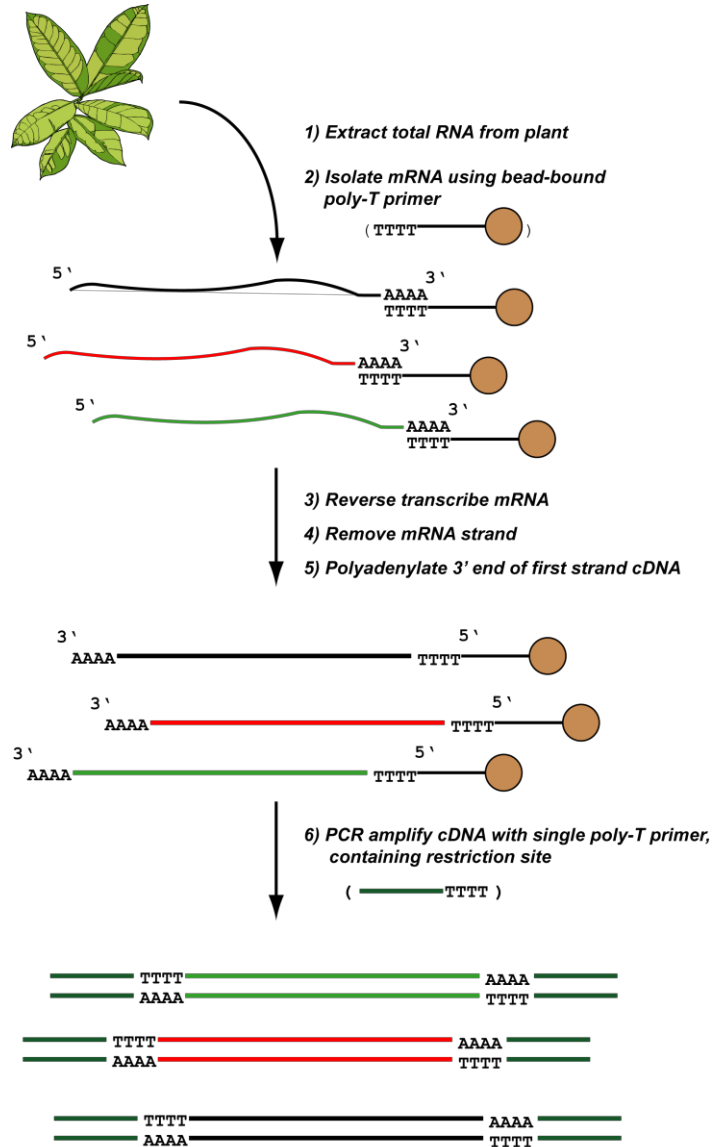 1) Extract total RNA from plant
2) Isolate mRNA using bead-bound
poly-T primer
(TTTT )
5‵
3‵
AAAA
TTTT
5‵
3‵
AAAA
TTTT
5‵
3‵
AAAA
TTTT
3) Reverse transcribe mRNA
4) Remove mRNA strand
5) Polyadenylate 3’ end of first strand cDNA
3‵ 5‵
AAAA TTTT
3‵ 5‵
AAAA TTTT
3‵ 5‵
AAAA TTTT
6) PCR amplify cDNA with single poly-T primer,
containing restriction site
( TTTT )
TTTT AAAA
AAAA TTTT
TTTT AAAA
AAAA TTTT
TTTT AAAA
AAAA TTTT